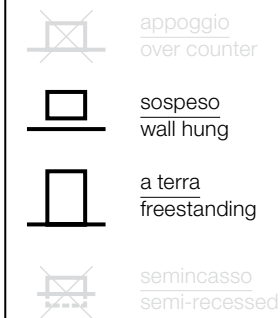 appoggio
over counter
sospeso
wall hung
a terra
freestanding
semincasso
semi-recessed